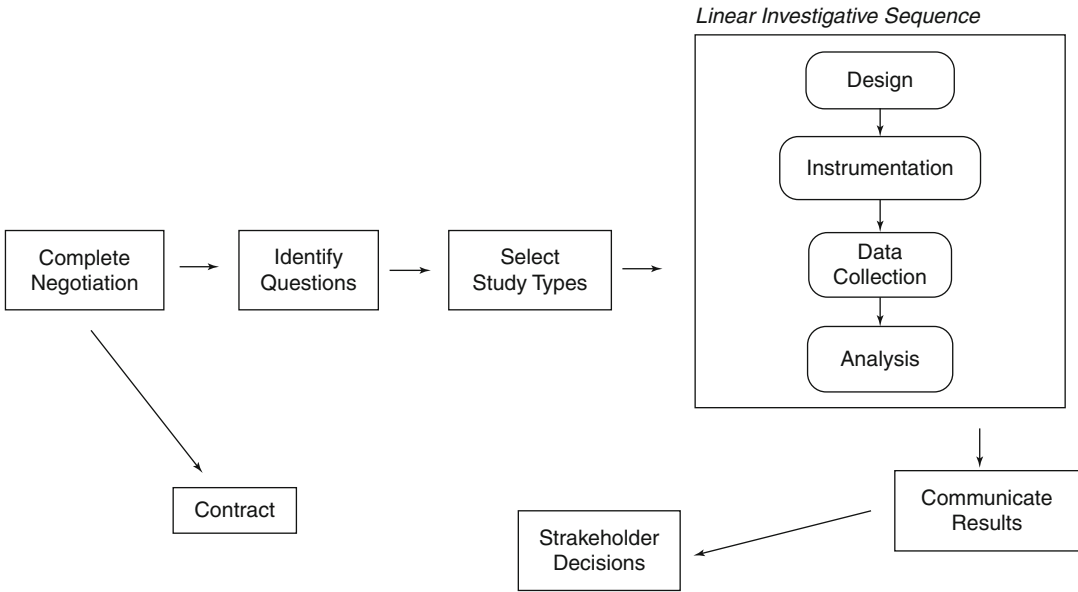 Linear Investigative Sequence
Design
Instrumentation
Data
Collection
Analysis
Complete
Negotiation
Identify
Questions
Select
Study Types
Contract
Communicate
Results
Strakeholder
Decisions